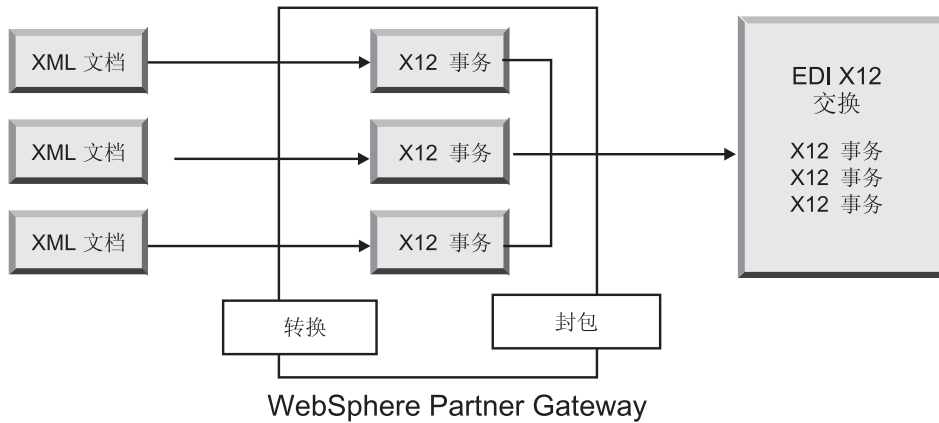 XML 文档
X12 事务
XML 文档
X12 事务
XML 文档
X12 事务
EDI X12
交换
X12 事务
X12 事务
X12 事务
转换
封包
WebSphere Partner Gateway